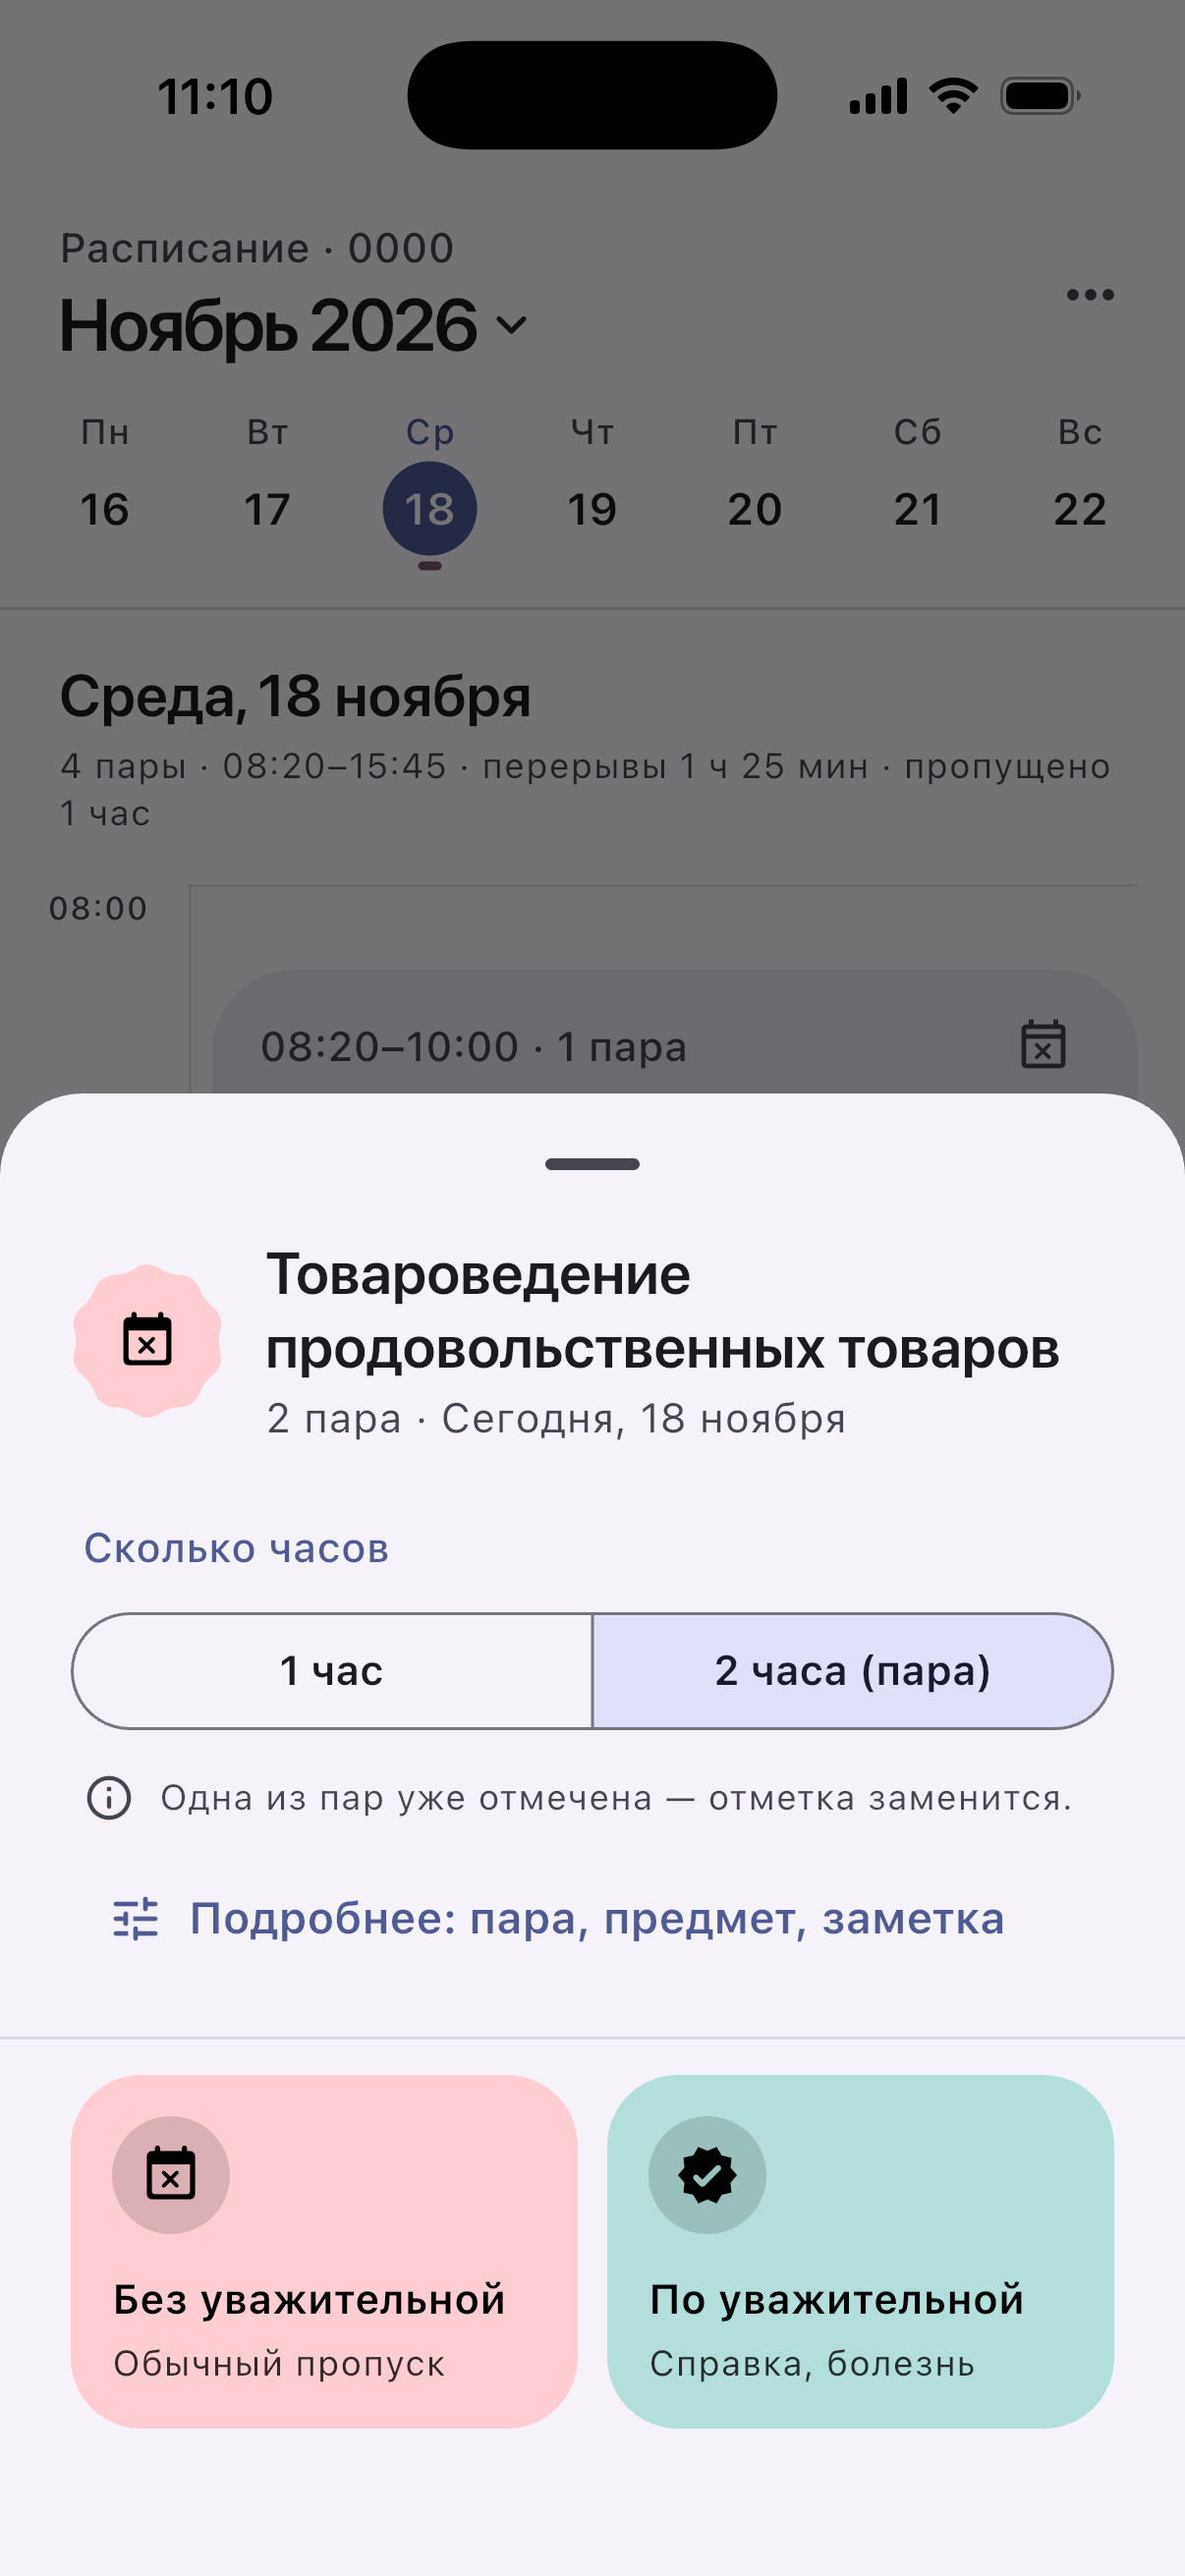 11:10
Расписание · 0000
Ноябрь 2026
Пн Вт Ср Чт Пт Сб Вс
16 17 18 19 20 21 22
Среда, 18 ноября
4 пары · 08:20–15:45 · перерывы 1 ч 25 мин · пропущено
1 час
08:00
08:20–10:00 · 1 пара
Товароведение
продовольственных товаров
2 пара · Сегодня, 18 ноября
Сколько часов
1 час
2 часа (пара)
Одна из пар уже отмечена — отметка заменится.
Подробнее: пара, предмет, заметка
Без уважительной
Обычный пропуск
По уважительной
Справка, болезнь